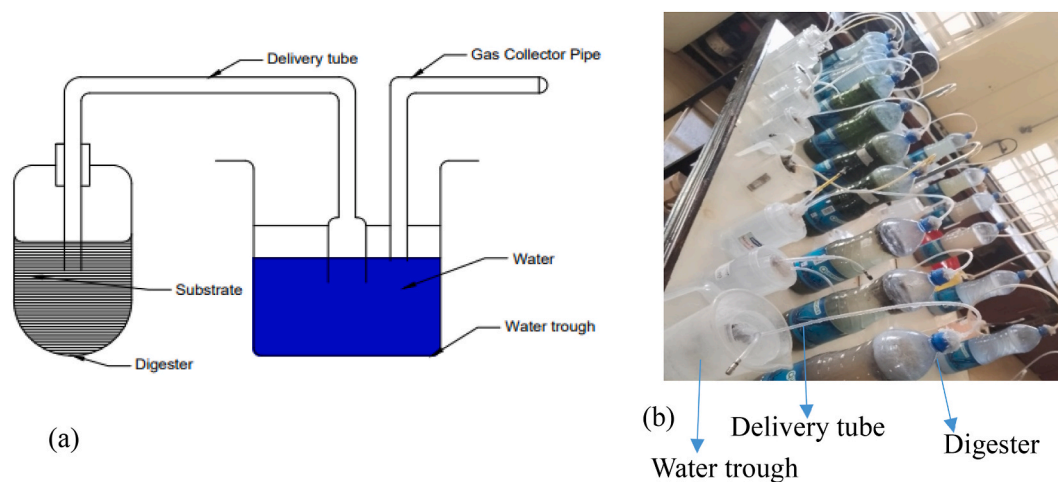 Delivery tube
Gas Collector Pipe
Water
Substrate
Water trough
Digester
(a)
(b)
Delivery tube
Digester
Water trough